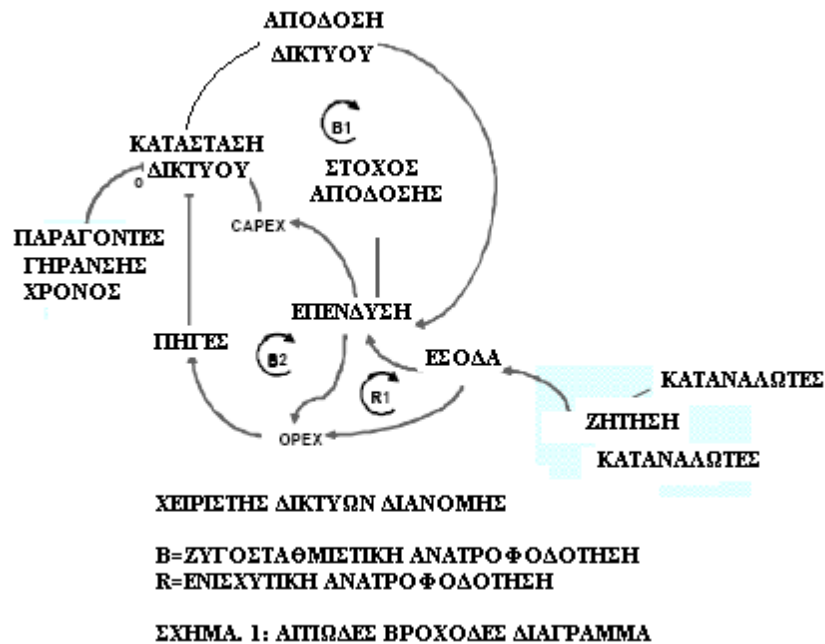 ΑΠΟΔΟΣΗ
ΔΙΚΤΥΟΥ
B1
ΚΑΤΑΣΤΑΣΗ
ΔΙΚΤΥΟΥ
0
ΣΤΟΧΟΣ
ΑΠΟΔΟΣΗΣ
CAPEX
ΠΑΡΑΓΟΝΤΕΣ
ΓΗΡΑΝΣΗΣ
ΧΡΟΝΟΣ
ΕΠΕΝΔΥΣΗ
ΠΗΓΕΣ
B2
ΕΣΟΔΑ
R1
ΚΑΤΑΝΑΛΩΤΕΣ
ΖΗΤΗΣΗ
OPEX
ΚΑΤΑΝΑΛΩΤΕΣ
ΧΕΙΡΙΣΤΗΣ ΔΙΚΤΥΩΝ ΔΙΑΝΟΜΗΣ
Β=ΖΥΓΟΣΤΑΘΜΙΣΤΙΚΗ ΑΝΑΤΡΟΦΟΔΟΤΗΣΗ
R=ΕΝΙΣΧΥΤΙΚΗ ΑΝΑΤΡΟΦΟΔΟΤΗΣΗ
ΣΧΗΜΑ. 1: ΑΙΤΙΩΔΕΣ ΒΡΟΧΟΔΕΣ ΔΙΑΓΡΑΜΜΑ